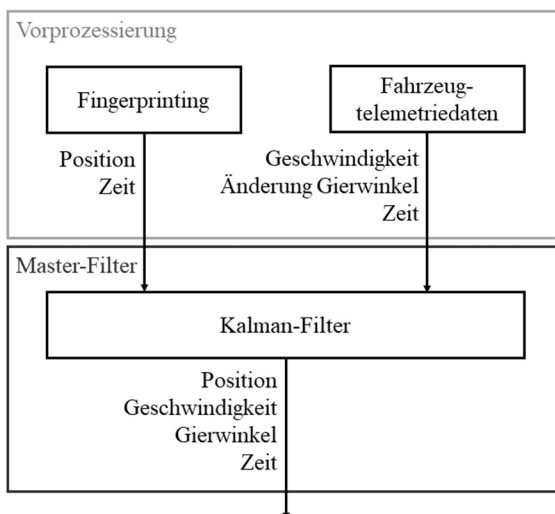 Vorprozessierung
Fingerprinting
Fahrzeug-
telemetriedaten
Position
Zeit
Geschwindigkeit
Änderung Gierwinkel
Zeit
Master-Filter
Kalman-Filter
Position
Geschwindigkeit
Gierwinkel
Zeit